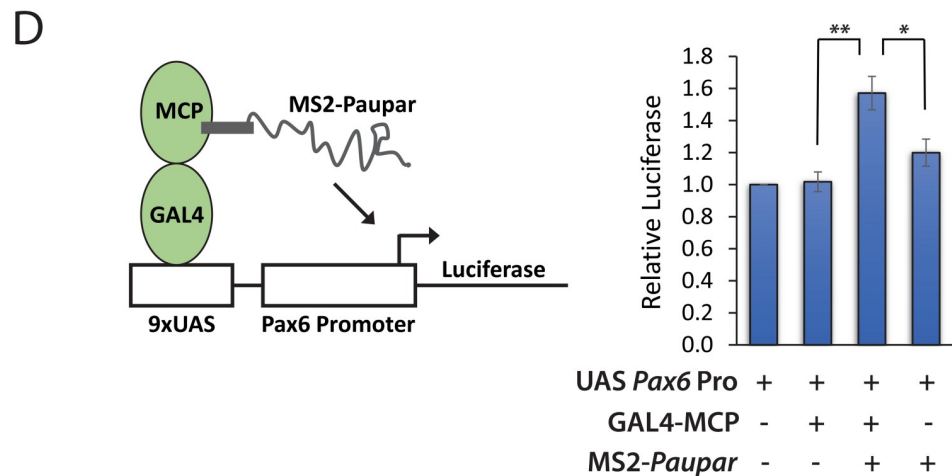 D
MCP
MS2-Paupar
GAL4
Luciferase
9xUAS
Pax6 Promoter
** *
Relative Luciferase
1.8
1.6
1.4
1.2
1.0
0.8
0.6
0.4
0.2
0.0
UAS Pax6 Pro + + + +
GAL4-MCP - + + -
MS2-Paupar - - + +